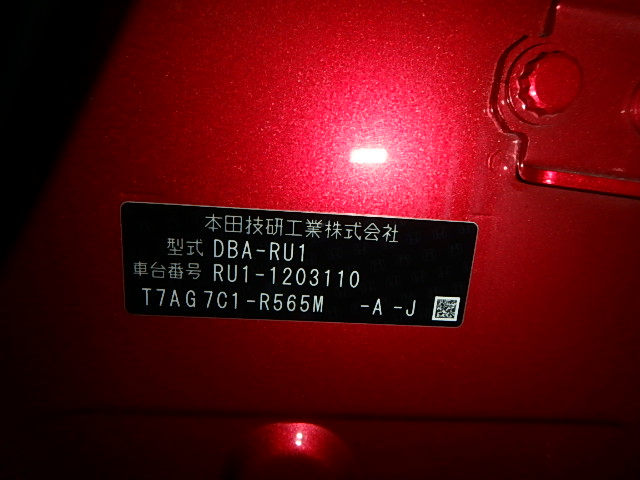 本田技研工業株式会社
型式 DBA-RU1
車台番号 RU1-1203110
T7AG7C1-R565M -A-J